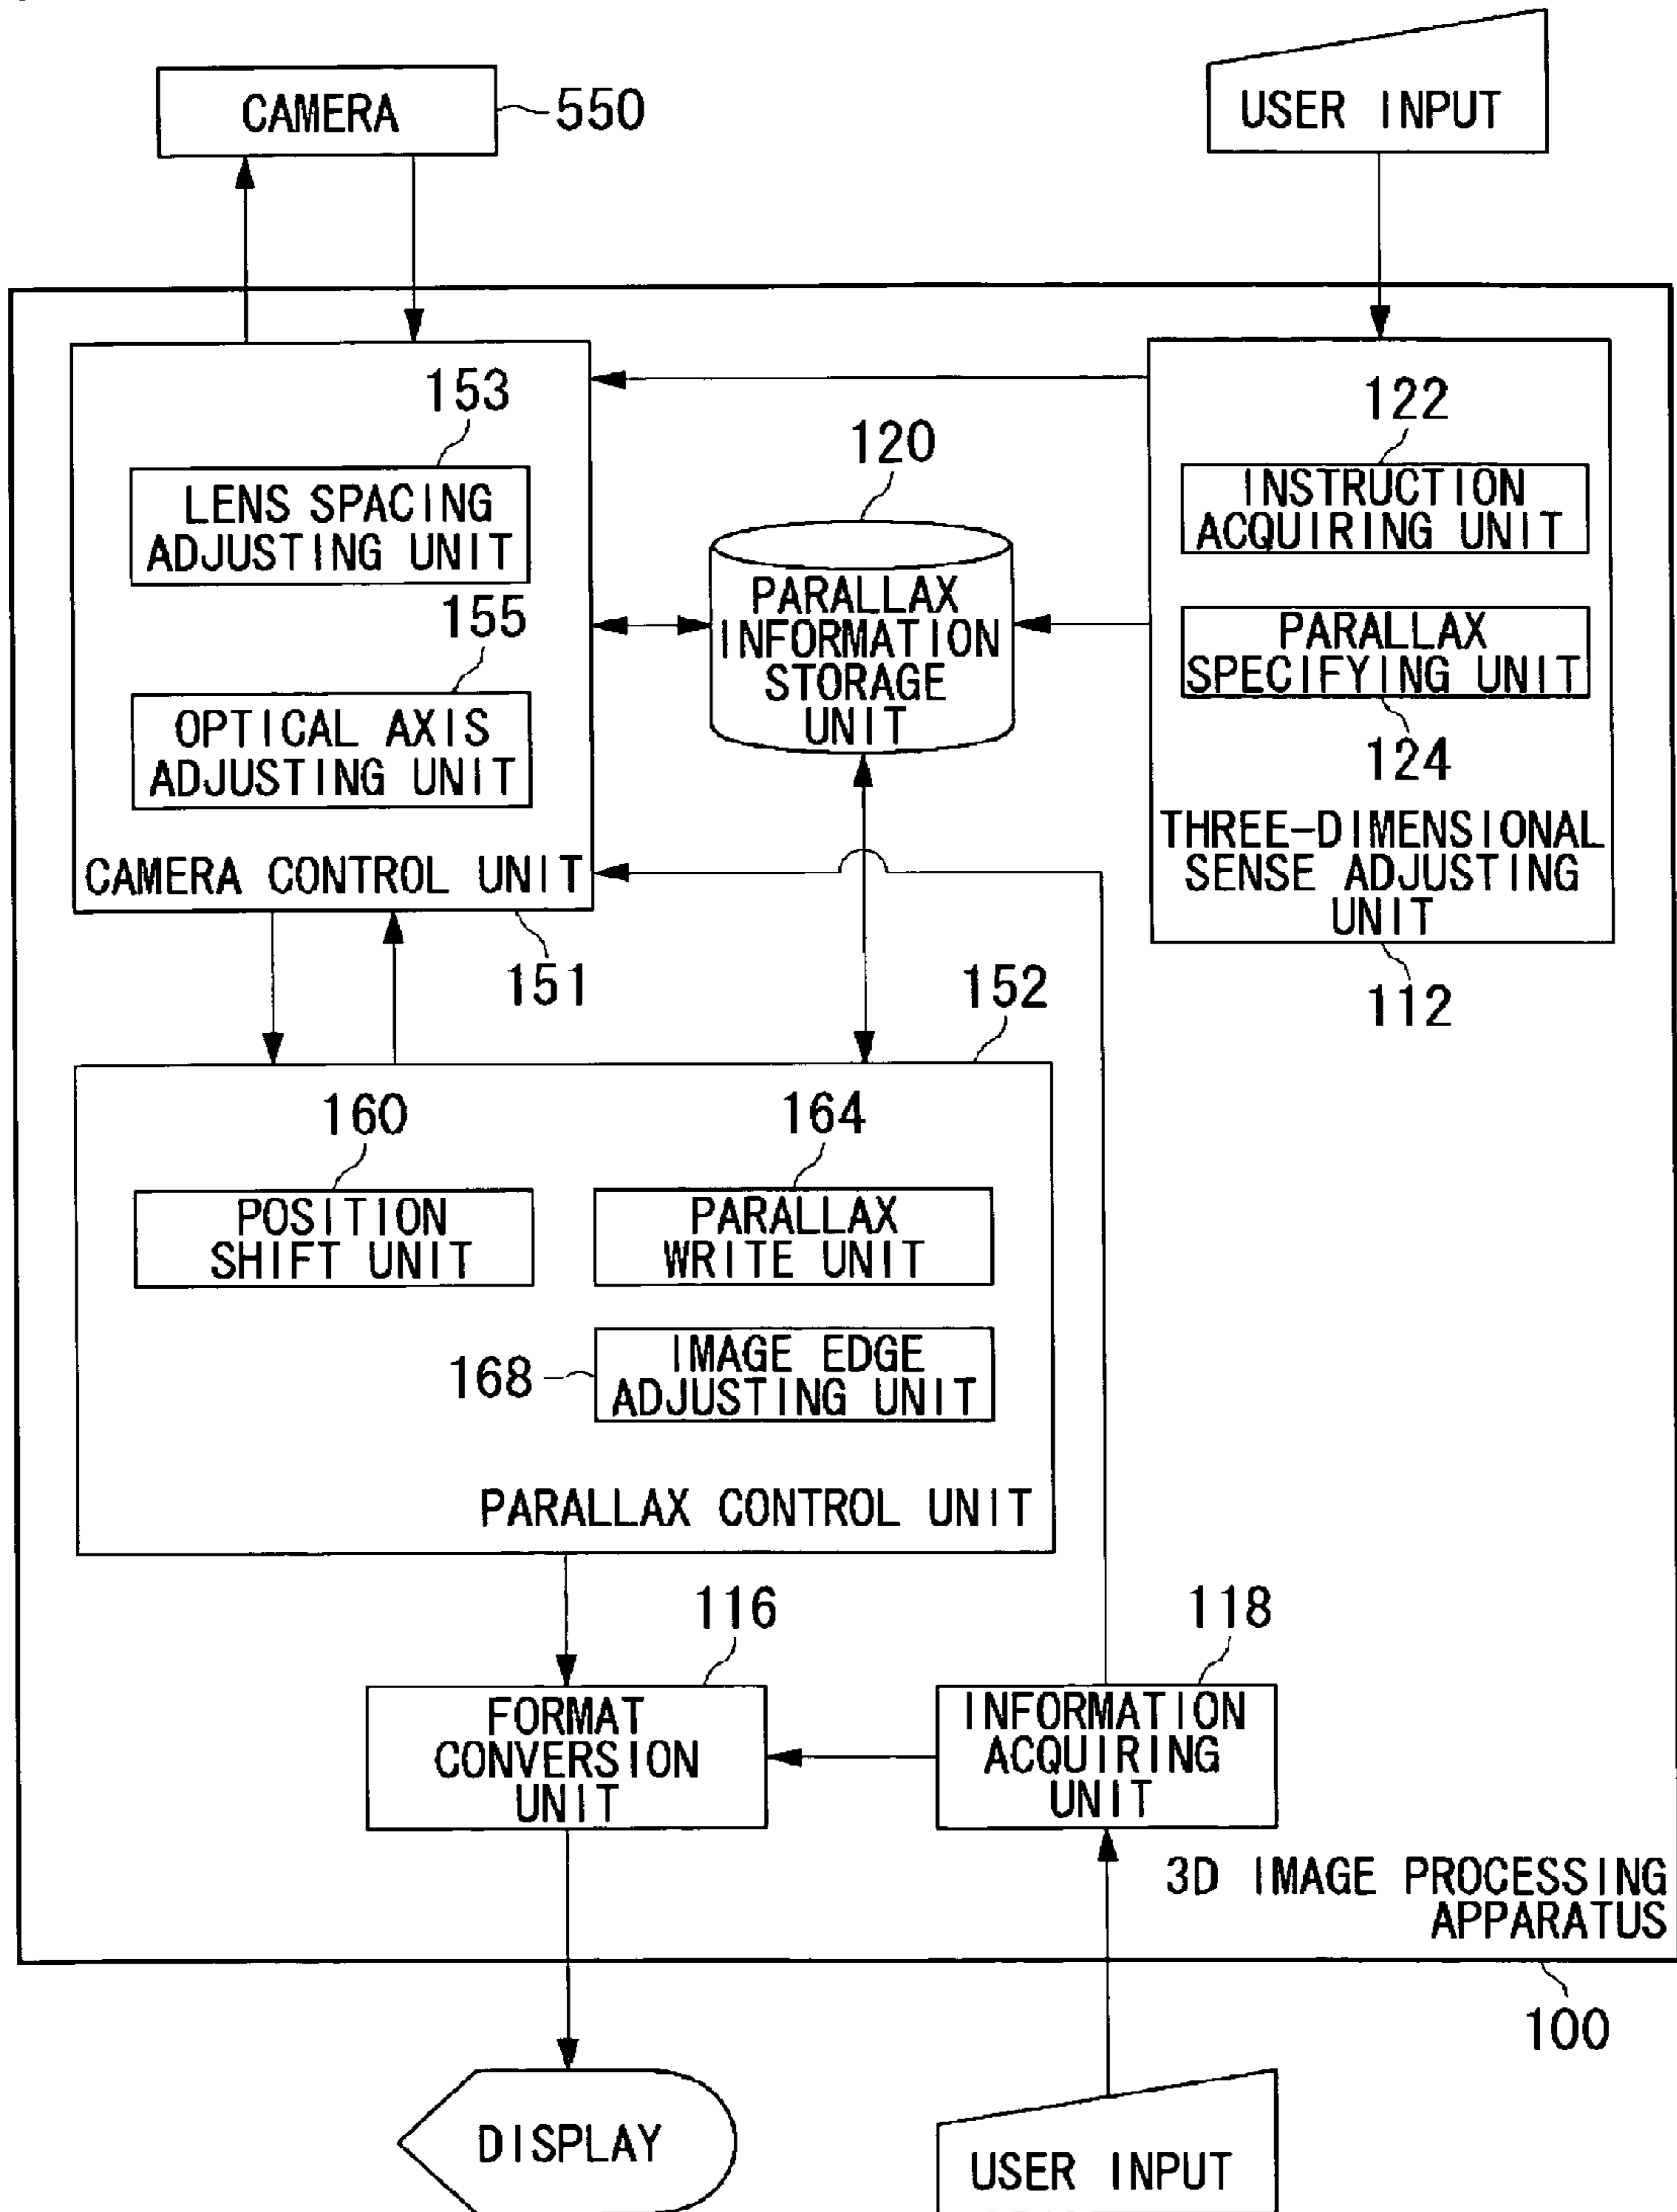 CAMERA
550
USER INPUT
153
LENS SPACING
ADJUSTING UNIT
155
OPTICAL AXIS
ADJUSTING UNIT
CAMERA CONTROL UNIT
151
120
PARALLAX
INFORMATION
STORAGE
UNIT
122
INSTRUCTION
ACQUIRING UNIT
PARALLAX
SPECIFYING UNIT
124
THREE-DIMENSIONAL
SENSE ADJUSTING
UNIT
112
152
160
POSITION
SHIFT UNIT
164
PARALLAX
WRITE UNIT
168
IMAGE EDGE
ADJUSTING UNIT
PARALLAX CONTROL UNIT
116
FORMAT
CONVERSION
UNIT
118
INFORMATION
ACQUIRING
UNIT
3D IMAGE PROCESSING
APPARATUS
100
DISPLAY
USER INPUT